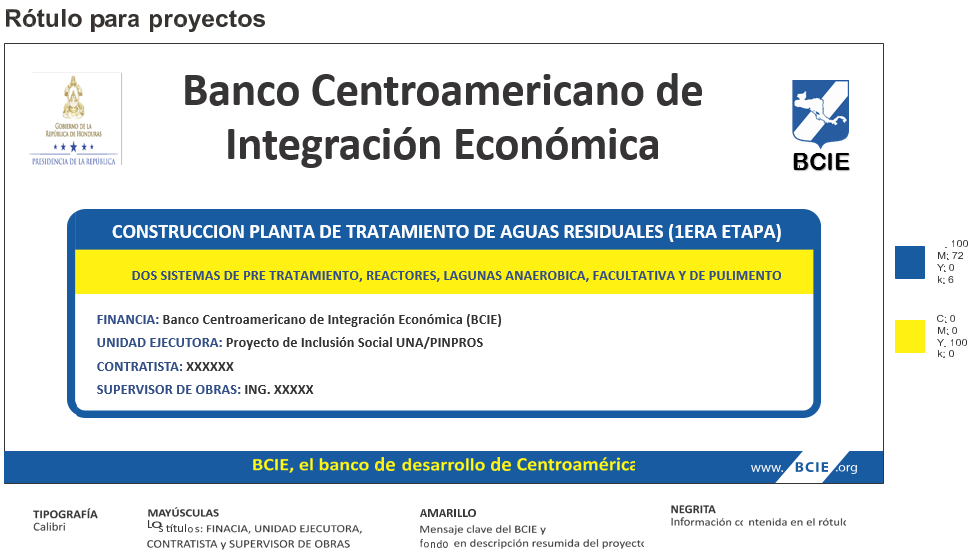 Rótulo para proyectos
Banco Centroamericano de
Integración Económica
GOBIERNO DE LA
REPÚBLICA DE HONDURAS
PRESIDENCIA DE LA REPÚBLICA
BCIE
CONSTRUCCION PLANTA DE TRATAMIENTO DE AGUAS RESIDUALES (1ERA ETAPA)
DOS SISTEMAS DE PRE TRATAMIENTO, REACTORES, LAGUNAS ANAEROBICA, FACULTATIVA Y DE PULIMENTO
FINANCIA: Banco Centroamericano de Integración Económica (BCIE)
UNIDAD EJECUTORA: Proyecto de Inclusión Social UNA/PINPROS
CONTRATISTA: XXXXXX
SUPERVISOR DE OBRAS: ING. XXXXX
. 100
M; 72
Y; 0
k; 6
C; 0
M; 0
Y. 100
k; 0
BCIE, el banco de desarrollo de Centroamérica
www. BCIE .org
TIPOGRAFÍA
Calibri
MAYÚSCULAS
Los títulos: FINACIA, UNIDAD EJECUTORA,
CONTRATISTA y SUPERVISOR DE OBRAS
AMARILLO
Mensaje clave del BCIE y
fondo en descripción resumida del proyecto
NEGRITA
Información contenida en el rótulo